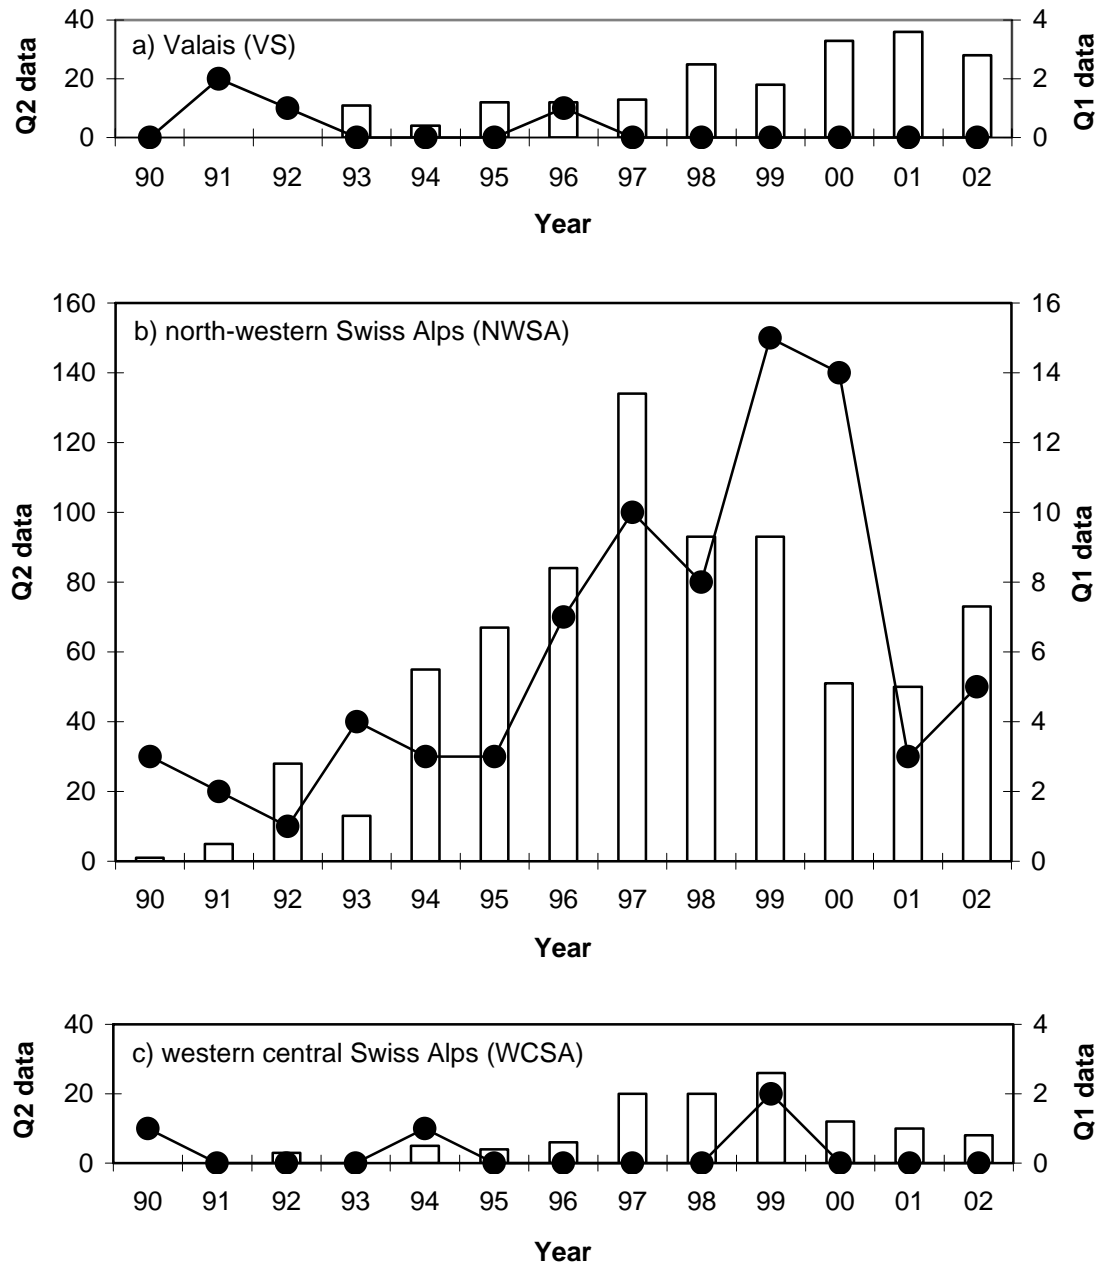 40
4
a) Valais (VS)
20
2
0
0
Q2 data
Q1 data
90 91 92 93 94 95 96 97 98 99 00 01 02
Year
160
16
b) north-western Swiss Alps (NWSA)
140
14
120
12
100
10
80
8
60
6
40
4
20
2
0
0
Q2 data
Q1 data
90 91 92 93 94 95 96 97 98 99 00 01 02
Year
40
4
c) western central Swiss Alps (WCSA)
20
2
0
0
Q2 data
Q1 data
90 91 92 93 94 95 96 97 98 99 00 01 02
Year